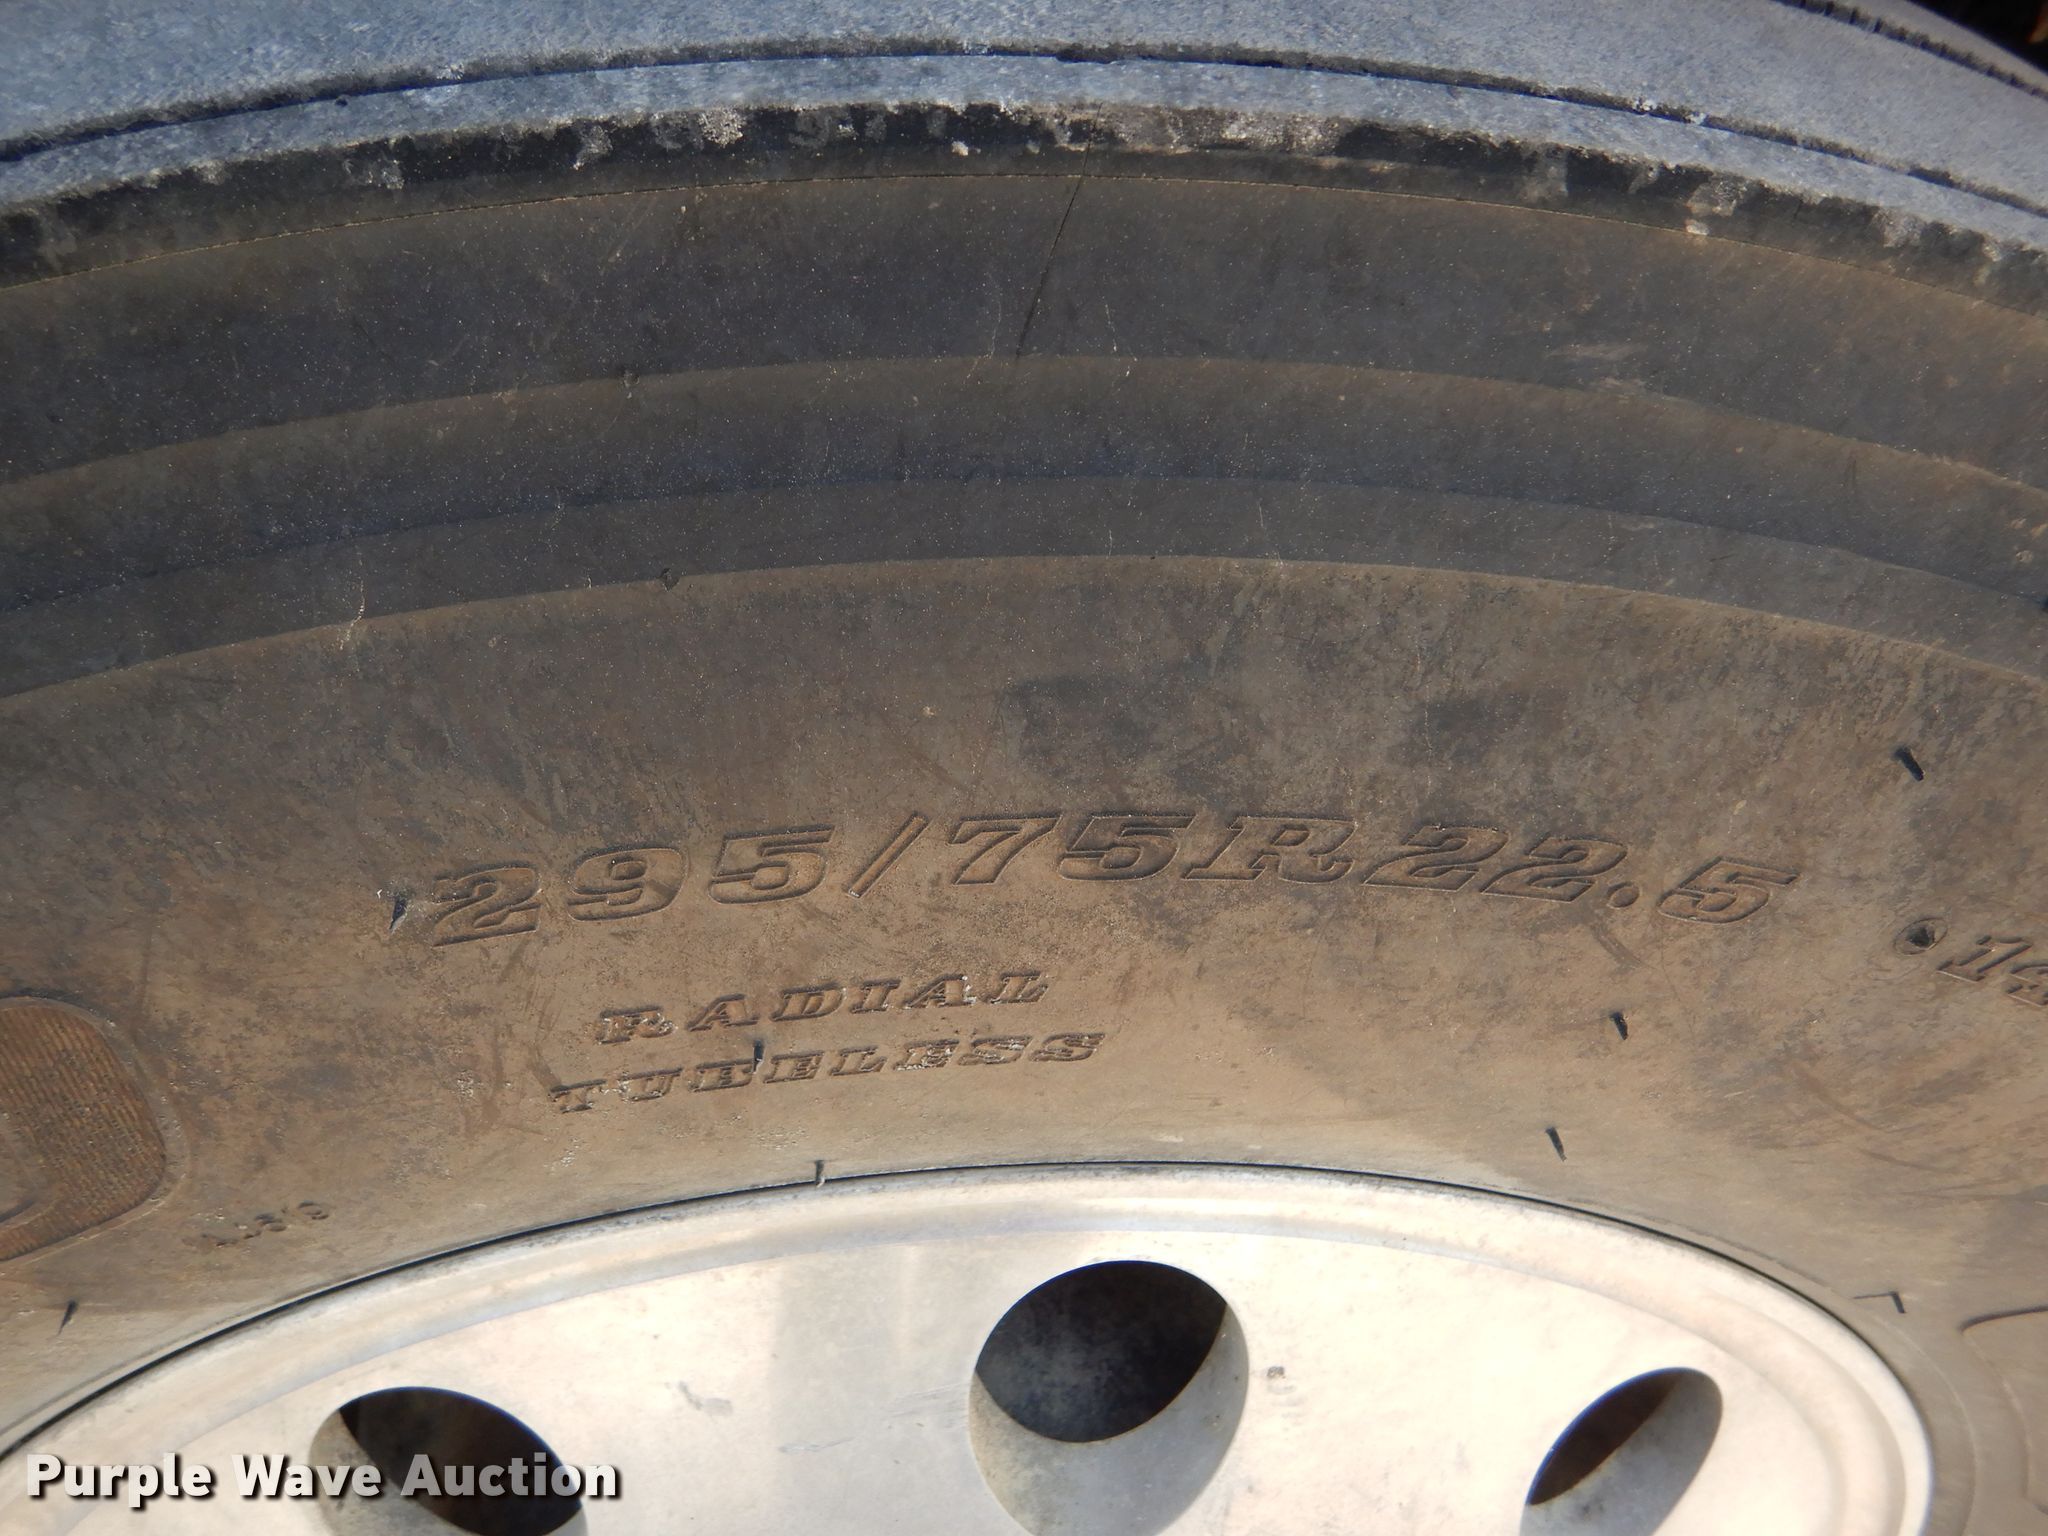 295/75R22.5
RADIAL
TUBELESS
Purple Wave Auction